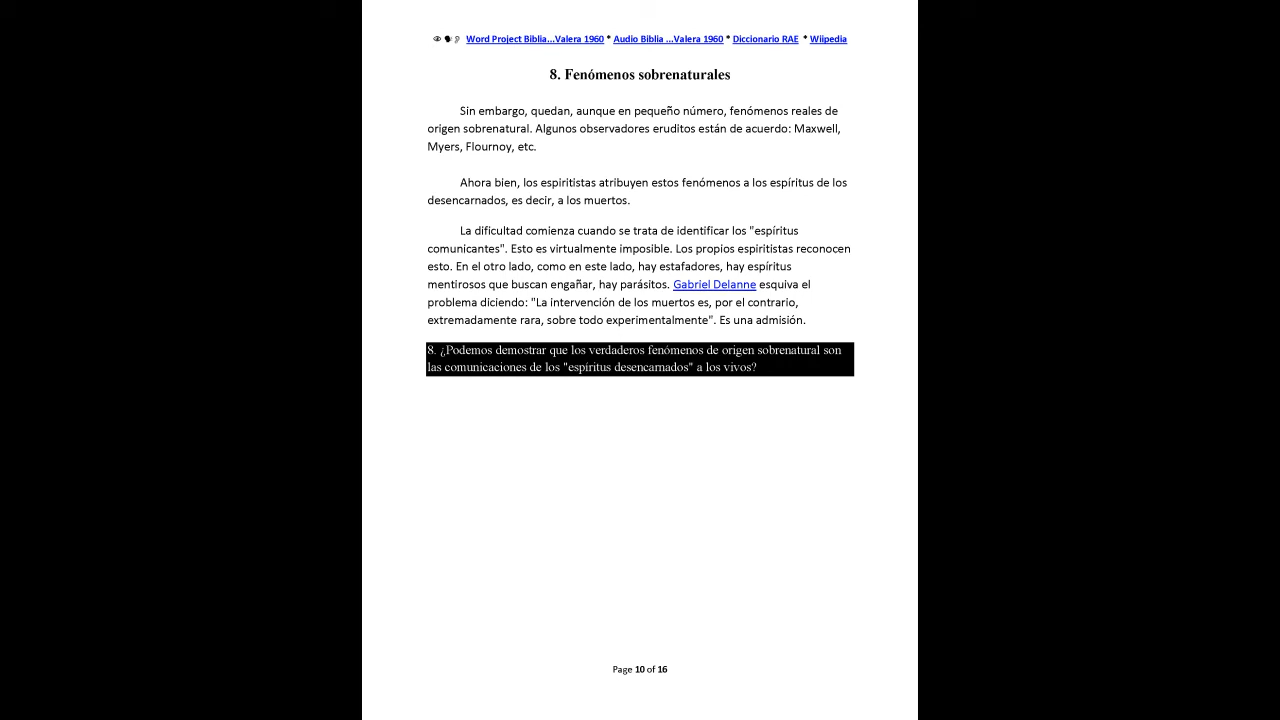 👁 🗣 👂 Word Project Biblia...Valera 1960 * Audio Biblia ...Valera 1960 * Diccionario RAE * Wiipedia
8. Fenómenos sobrenaturales
Sin embargo, quedan, aunque en pequeño número, fenómenos reales de
origen sobrenatural. Algunos observadores eruditos están de acuerdo: Maxwell,
Myers, Flournoy, etc.
Ahora bien, los espiritistas atribuyen estos fenómenos a los espíritus de los
desencarnados, es decir, a los muertos.
La dificultad comienza cuando se trata de identificar los "espíritus
comunicantes". Esto es virtualmente imposible. Los propios espiritistas reconocen
esto. En el otro lado, como en este lado, hay estafadores, hay espíritus
mentirosos que buscan engañar, hay parásitos. Gabriel Delanne esquiva el
problema diciendo: "La intervención de los muertos es, por el contrario,
extremadamente rara, sobre todo experimentalmente". Es una admisión.
8. ¿Podemos demostrar que los verdaderos fenómenos de origen sobrenatural son
las comunicaciones de los "espíritus desencarnados" a los vivos?
Page 10 of 16